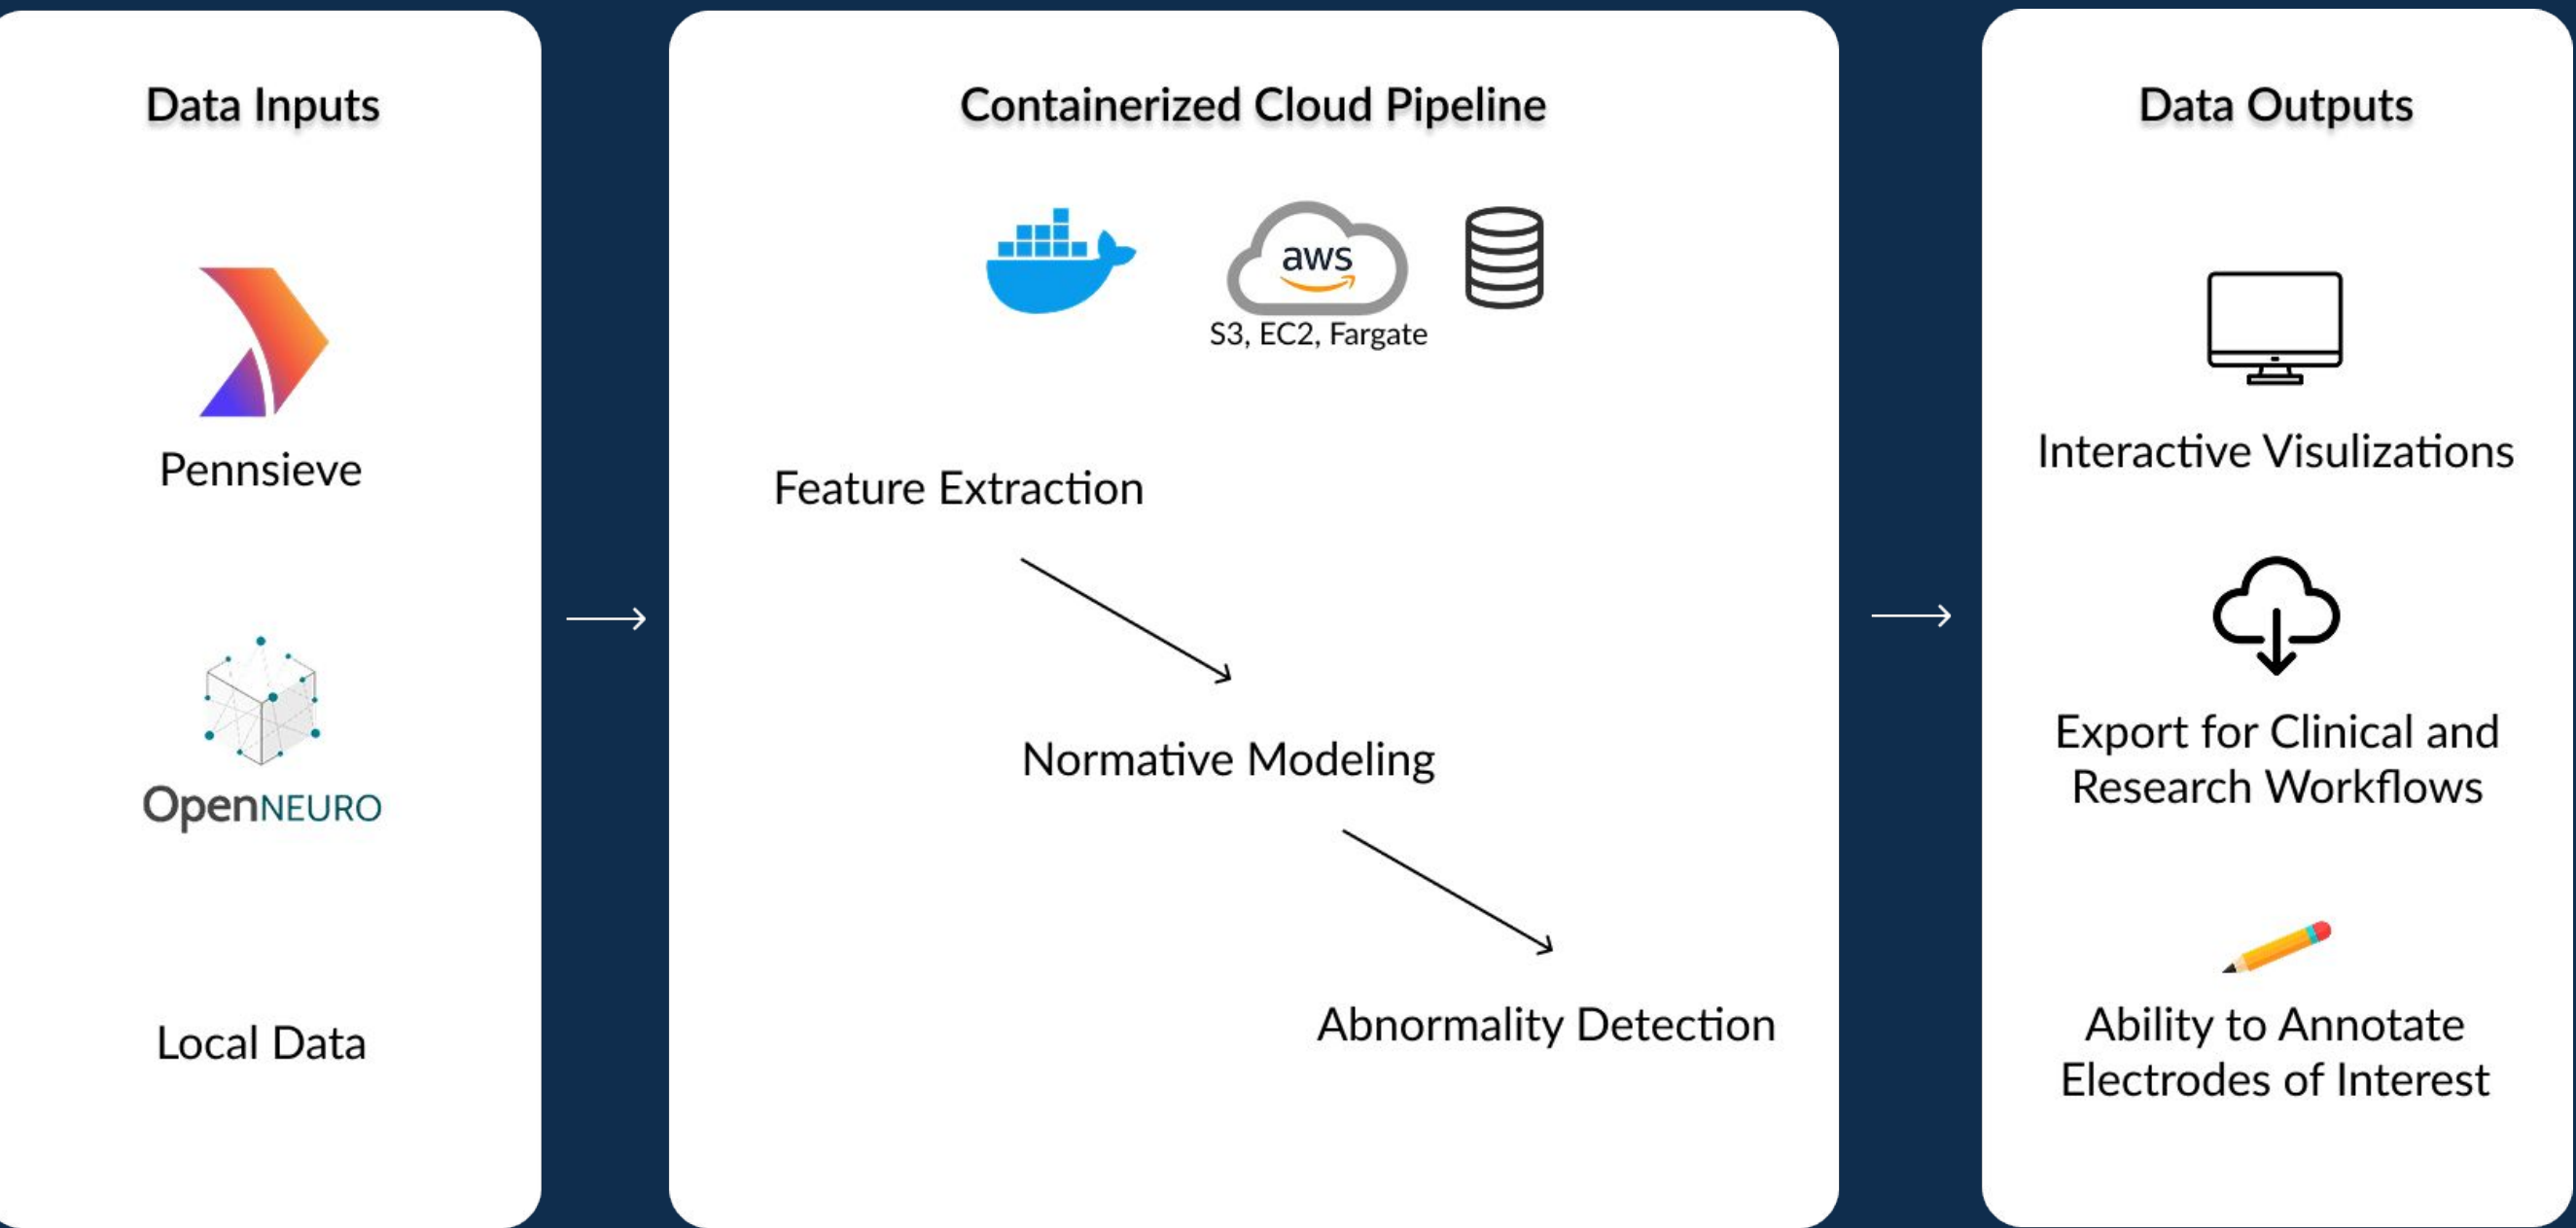 Data Inputs
Pennsieve
OpenNEURO
Local Data
Containerized Cloud Pipeline
aws
S3, EC2, Fargate
Feature Extraction
Normative Modeling
Abnormality Detection
Data Outputs
Interactive Visulizations
Export for Clinical and
Research Workflows
Ability to Annotate
Electrodes of Interest